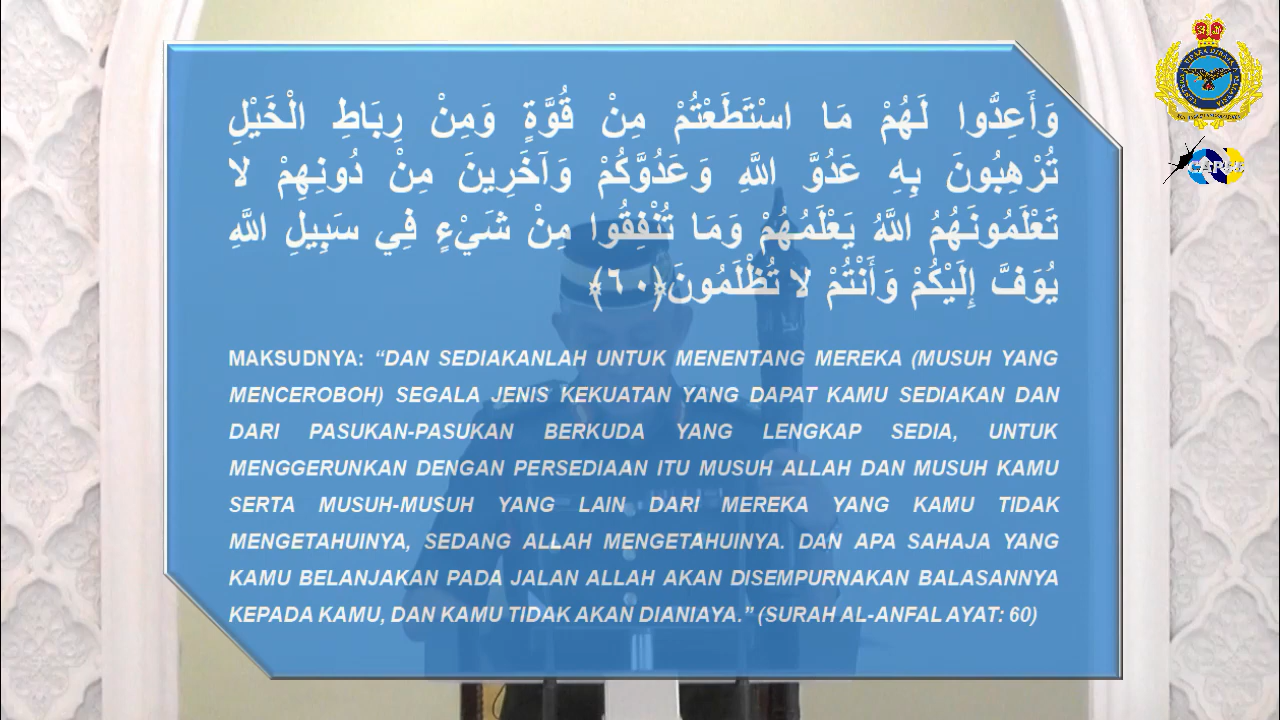 وَأَعِدُّوا لَهُمْ مَا اسْتَطَعْتُمْ مِنْ قُوَّةٍ وَمِنْ رِبَاطِ الْخَيْلِ
تُرْهِبُونَ بِهِ عَدُوَّ اللَّهِ وَعَدُوَّكُمْ وَآخَرِينَ مِنْ دُونِهِمْ لا
تَعْلَمُونَهُمُ اللَّهُ يَعْلَمُهُمْ وَمَا تُنْفِقُوا مِنْ شَيْءٍ فِي سَبِيلِ اللَّهِ
يُوَفَّ إِلَيْكُمْ وَأَنْتُمْ لا تُظْلَمُونَ﴿٦٠﴾
MAKSUDNYA: “DAN SEDIAKANLAH UNTUK MENENTANG MEREKA (MUSUH YANG
MENCEROBOH) SEGALA JENIS KEKUATAN YANG DAPAT KAMU SEDIAKAN DAN
DARI PASUKAN-PASUKAN BERKUDA YANG LENGKAP SEDIA, UNTUK
MENGGERUNKAN DENGAN PERSEDIAAN ITU MUSUH ALLAH DAN MUSUH KAMU
SERTA MUSUH-MUSUH YANG LAIN DARI MEREKA YANG KAMU TIDAK
MENGETAHUINYA, SEDANG ALLAH MENGETAHUINYA. DAN APA SAHAJA YANG
KAMU BELANJAKAN PADA JALAN ALLAH AKAN DISEMPURNAKAN BALASANNYA
KEPADA KAMU, DAN KAMU TIDAK AKAN DIANIAYA.” (SURAH AL-ANFAL AYAT: 60)